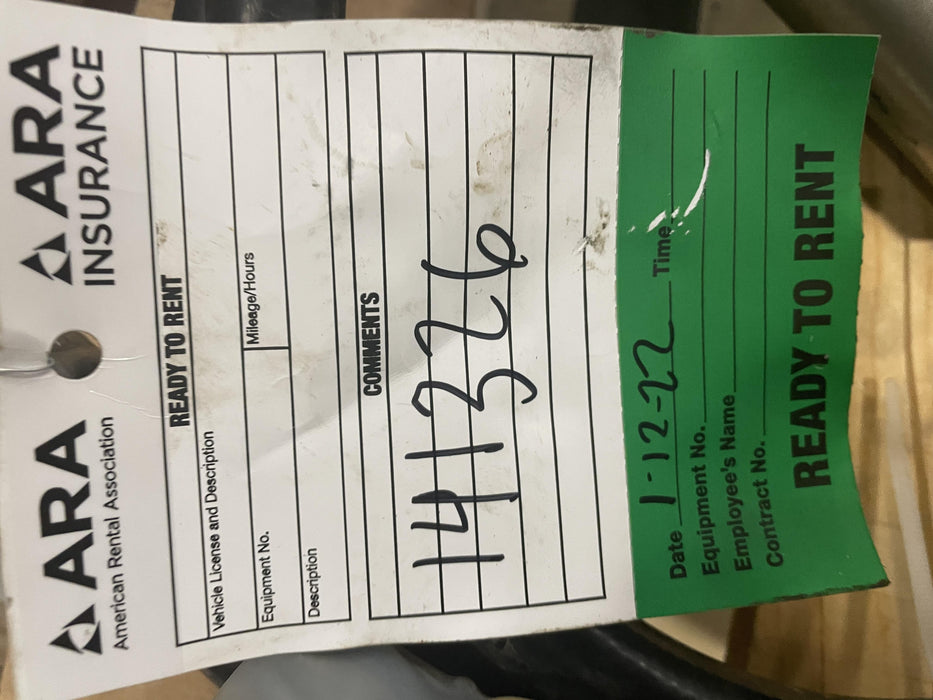 ARA
American Rental Association
ARA
INSURANCE
READY TO RENT
Vehicle License and Description
Equipment No.
Mileage/Hours
Description
COMMENTS
141326
Date 1-12-22 Time
Equipment No.
Employee's Name
Contract No.
READY TO RENT